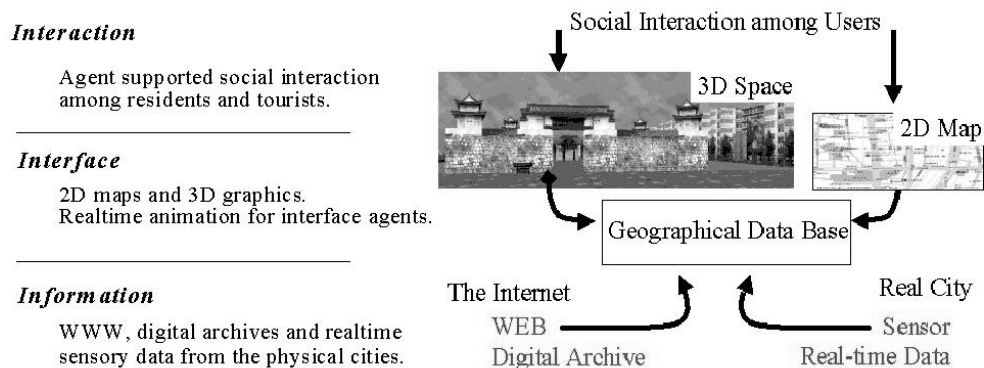 Interaction
Agent supported social interaction
among residents and tourists.
Interface
2D maps and 3D graphics.
Realtime animation for interface agents.
Information
WWW, digital archives and realtime
sensory data from the physical cities.
Social Interaction among Users
3D Space
2D Map
Geographical Data Base
The Internet
WEB
Digital Archive
Real City
Sensor
Real-time Data